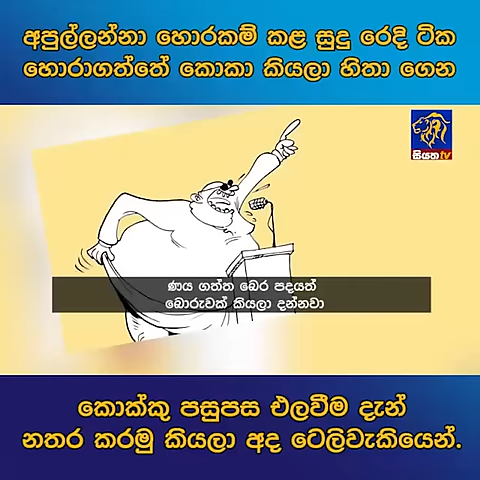 අපුල්ලන්නා හොරකම් කළ සුදු රෙදි ටික
හොරාගත්තේ කොකා කියලා හිතා ගෙන
සියත tv
ණය ගත්ත බෙර පදයත්
බොරුවක් කියලා දන්නවා
කොක්කු පසුපස එලවීම දැන්
නතර කරමු කියලා අද ටෙලිවැකියෙන්.